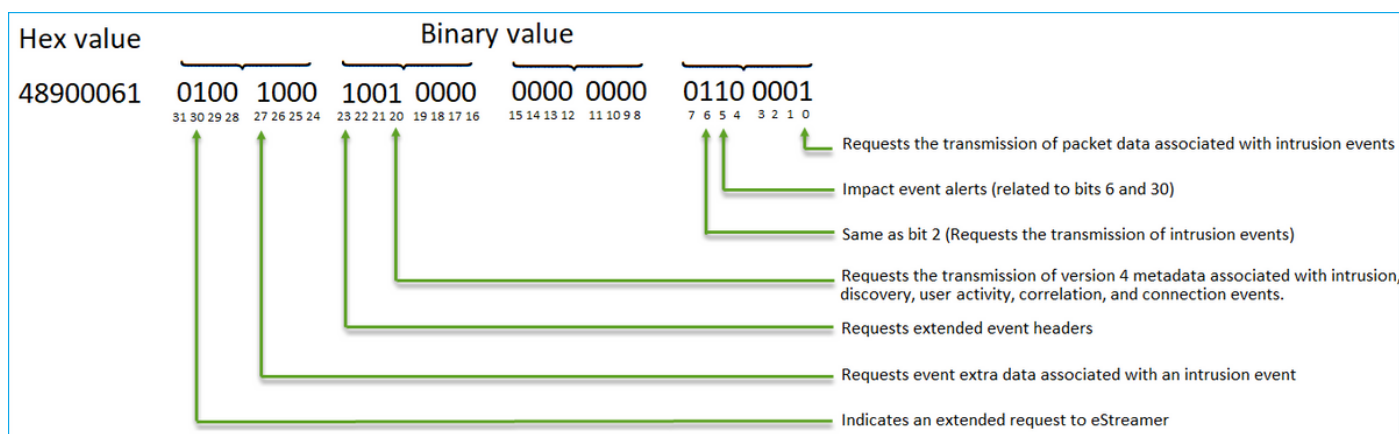 Hex value
Binary value
48900061 0100 1000 1001 0000 0000 0000 0110 0001
31 30 29 28 27 26 25 24 23 22 21 20 19 18 17 16 15 14 13 12 11 10 9 8 7 6 5 4 3 2 1 0
Requests the transmission of packet data associated with intrusion events
Impact event alerts (related to bits 6 and 30)
Same as bit 2 (Requests the transmission of intrusion events)
Requests the transmission of version 4 metadata associated with intrusion,
discovery, user activity, correlation, and connection events.
Requests extended event headers
Requests event extra data associated with an intrusion event
Indicates an extended request to eStreamer